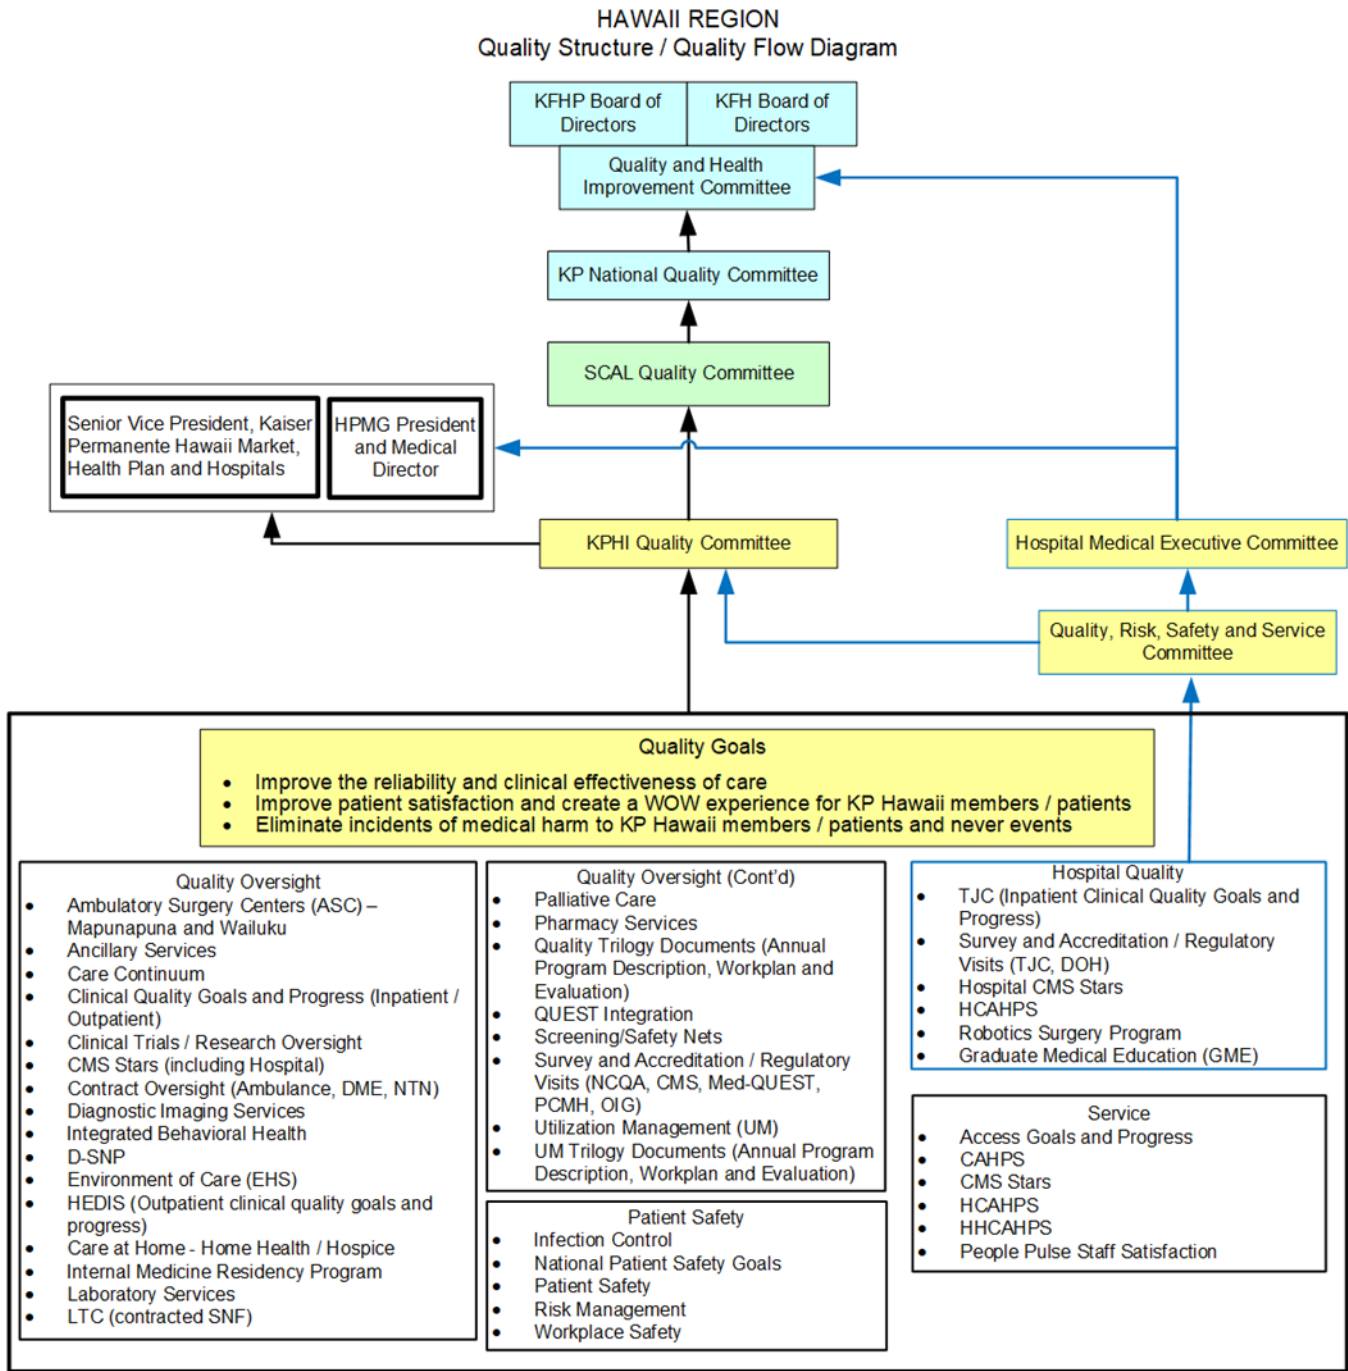 HAWAII REGION
Quality Structure / Quality Flow Diagram
KFHP Board of
Directors
KFH Board of
Directors
Quality and Health
Improvement Committee
KP National Quality Committee
SCAL Quality Committee
Senior Vice President, Kaiser
Permanente Hawaii Market,
Health Plan and Hospitals
HPMG President
and Medical
Director
KPHI Quality Committee
Hospital Medical Executive Committee
Quality, Risk, Safety and Service
Committee
Quality Goals
• Improve the reliability and clinical effectiveness of care
• Improve patient satisfaction and create a WOW experience for KP Hawaii members / patients
• Eliminate incidents of medical harm to KP Hawaii members / patients and never events
Quality Oversight
• Ambulatory Surgery Centers (ASC) –
Mapunapuna and Wailuku
• Ancillary Services
• Care Continuum
• Clinical Quality Goals and Progress (Inpatient /
Outpatient)
• Clinical Trials / Research Oversight
• CMS Stars (including Hospital)
• Contract Oversight (Ambulance, DME, NTN)
• Diagnostic Imaging Services
• Integrated Behavioral Health
• D-SNP
• Environment of Care (EHS)
• HEDIS (Outpatient clinical quality goals and
progress)
• Care at Home - Home Health / Hospice
• Internal Medicine Residency Program
• Laboratory Services
• LTC (contracted SNF)
Quality Oversight (Cont’d)
• Palliative Care
• Pharmacy Services
• Quality Trilogy Documents (Annual
Program Description, Workplan and
Evaluation)
• QUEST Integration
• Screening/Safety Nets
• Survey and Accreditation / Regulatory
Visits (NCQA, CMS, Med-QUEST,
PCMH, OIG)
• Utilization Management (UM)
• UM Trilogy Documents (Annual Program
Description, Workplan and Evaluation)
Patient Safety
• Infection Control
• National Patient Safety Goals
• Patient Safety
• Risk Management
• Workplace Safety
Hospital Quality
• TJC (Inpatient Clinical Quality Goals and
Progress)
• Survey and Accreditation / Regulatory
Visits (TJC, DOH)
• Hospital CMS Stars
• HCAHPS
• Robotics Surgery Program
• Graduate Medical Education (GME)
Service
• Access Goals and Progress
• CAHPS
• CMS Stars
• HCAHPS
• HHCAHPS
• People Pulse Staff Satisfaction